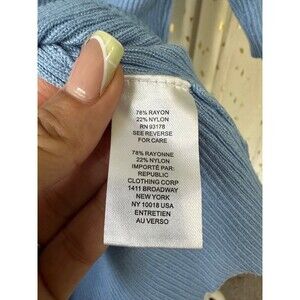 78% RAYON
22% NYLON
RN 93178
SEE REVERSE
FOR CARE
78% RAYONNE
22% NYLON
IMPORTÉ PAR:
REPUBLIC
CLOTHING CORP
1411 BROADWAY
NEW YORK
NY 10018 USA
ENTRETIEN
AU VERSO